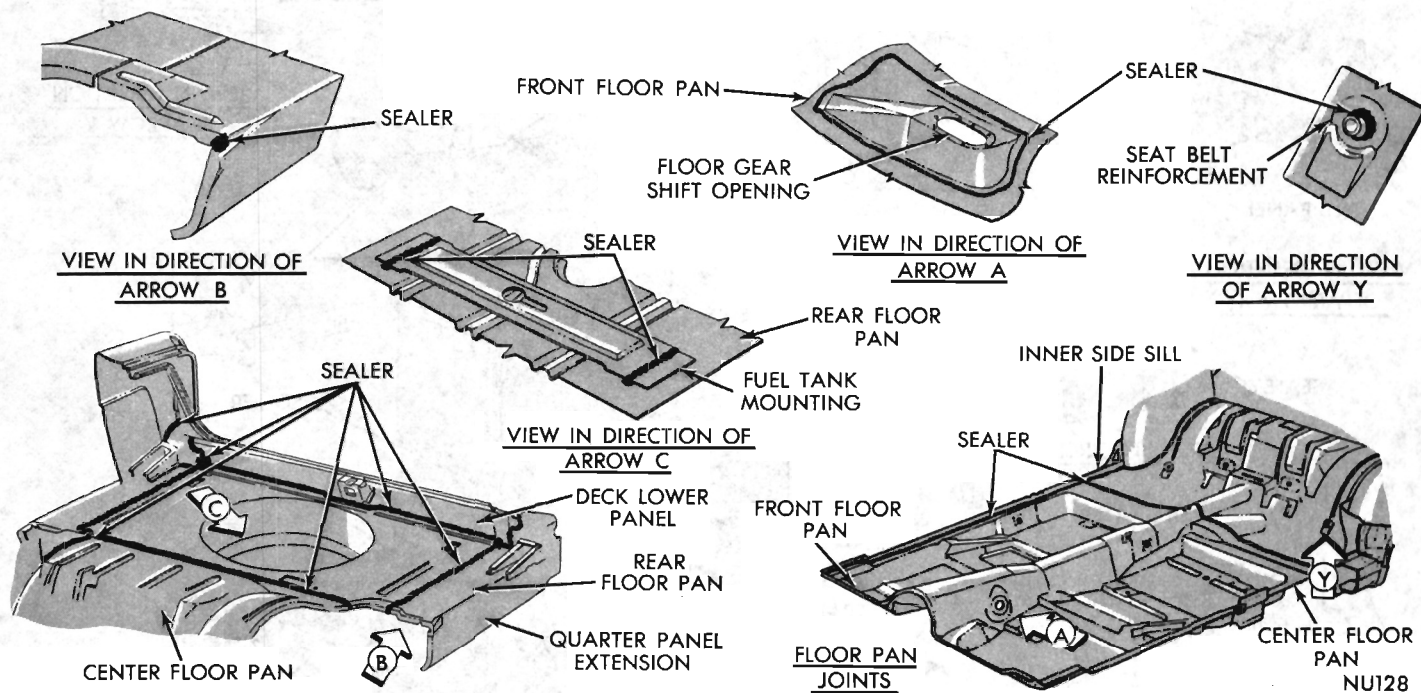 SEALER
VIEW IN DIRECTION OF
ARROW B
FRONT FLOOR PAN
FLOOR GEAR
SHIFT OPENING
VIEW IN DIRECTION OF
ARROW A
SEALER
SEAT BELT
REINFORCEMENT
VIEW IN DIRECTION
OF ARROW Y
SEALER
REAR FLOOR
PAN
FUEL TANK
MOUNTING
VIEW IN DIRECTION OF
ARROW C
SEALER
C
DECK LOWER
PANEL
REAR
FLOOR PAN
QUARTER PANEL
EXTENSION
B
CENTER FLOOR PAN
INNER SIDE SILL
SEALER
FRONT FLOOR
PAN
Y
A
CENTER FLOOR
PAN
FLOOR PAN
JOINTS
NU128